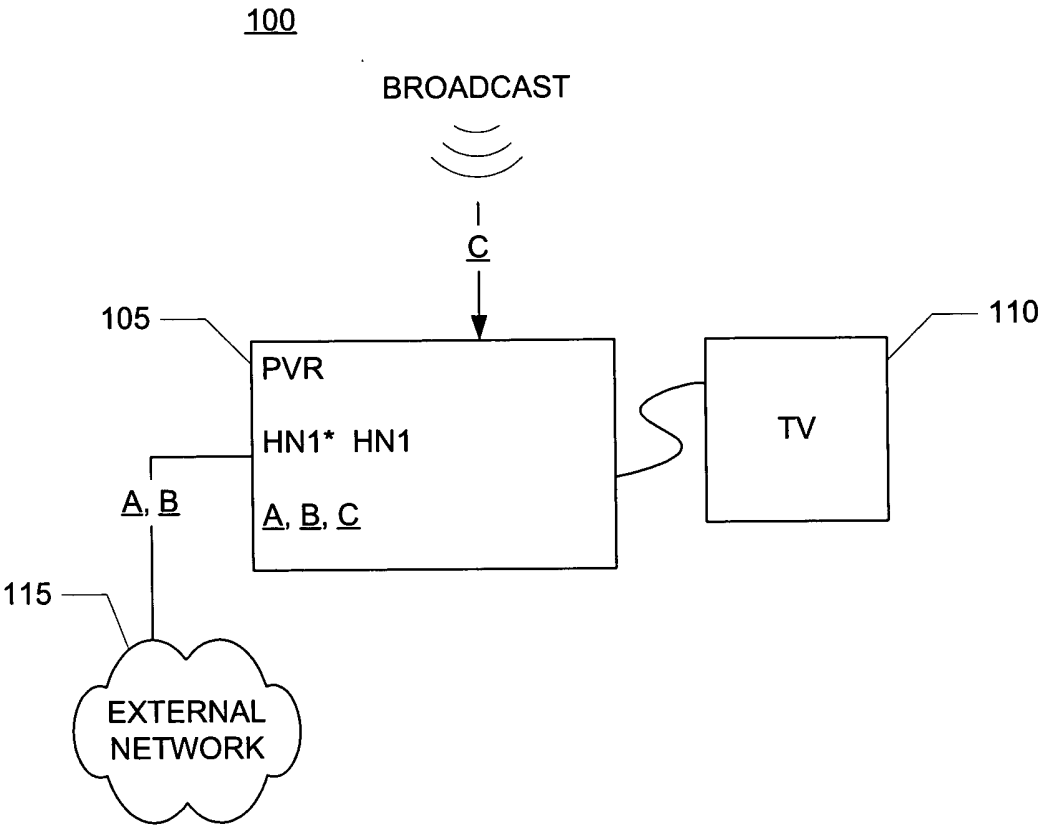 100
BROADCAST
C
105
110
PVR
TV
HN1* HN1
A, B
A, B, C
115
EXTERNAL
NETWORK